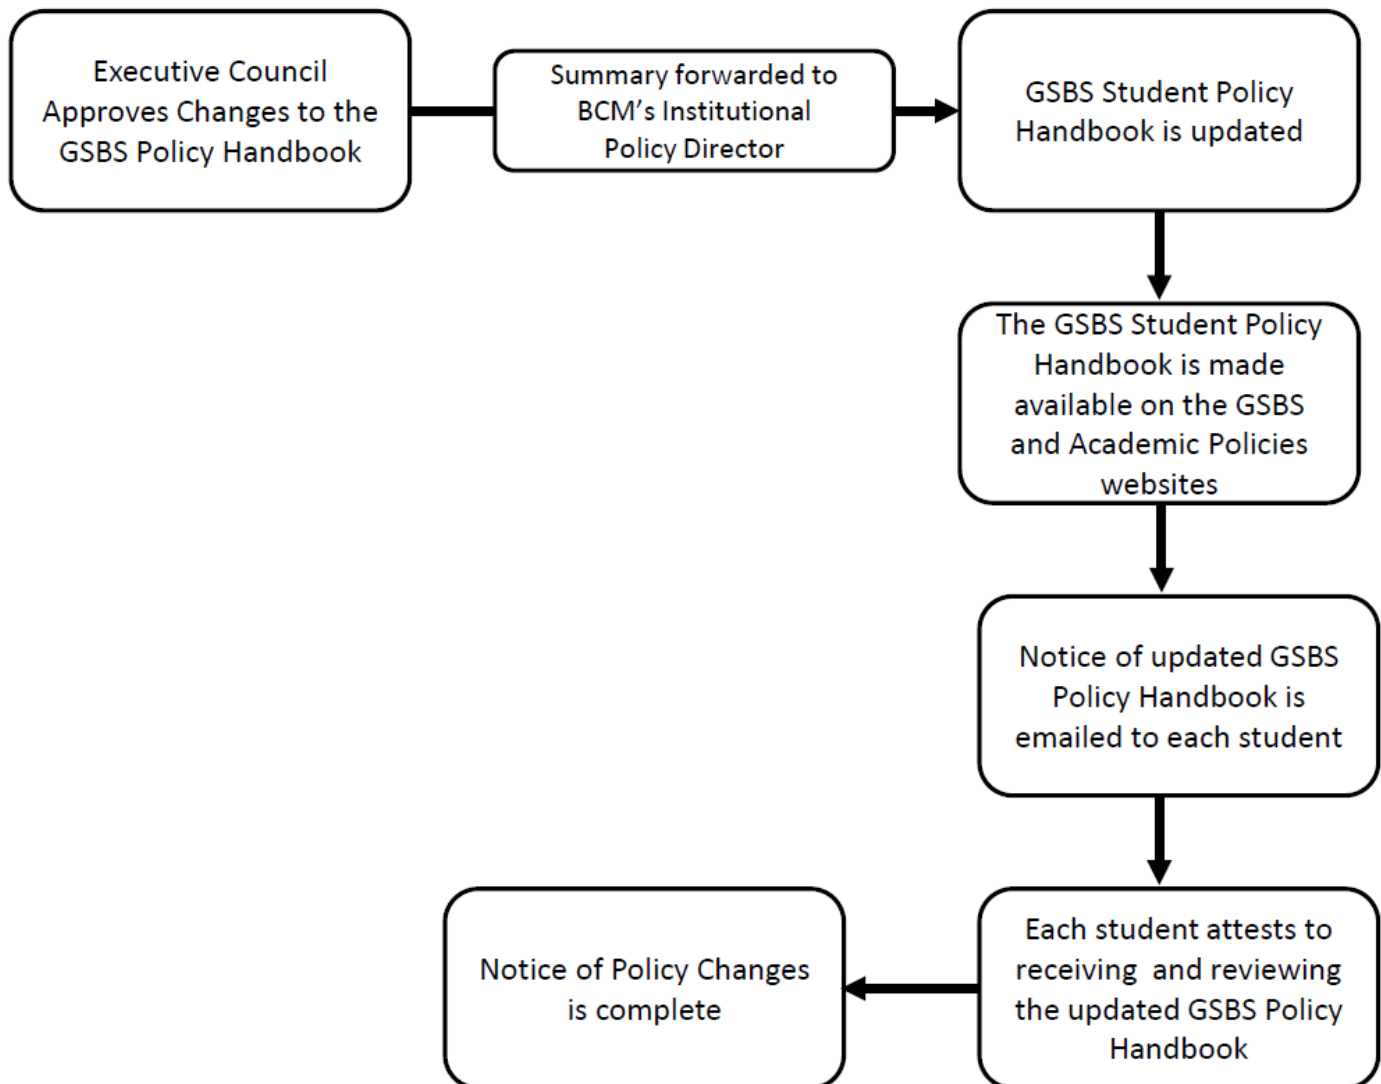 Executive Council
Approves Changes to the
GSBS Policy Handbook
Summary forwarded to
BCM's Institutional
Policy Director
GSBS Student Policy
Handbook is updated
The GSBS Student Policy
Handbook is made
available on the GSBS
and Academic Policies
websites
Notice of updated GSBS
Policy Handbook is
emailed to each student
Each student attests to
receiving  and reviewing
the updated GSBS Policy
Handbook
Notice of Policy Changes
is complete